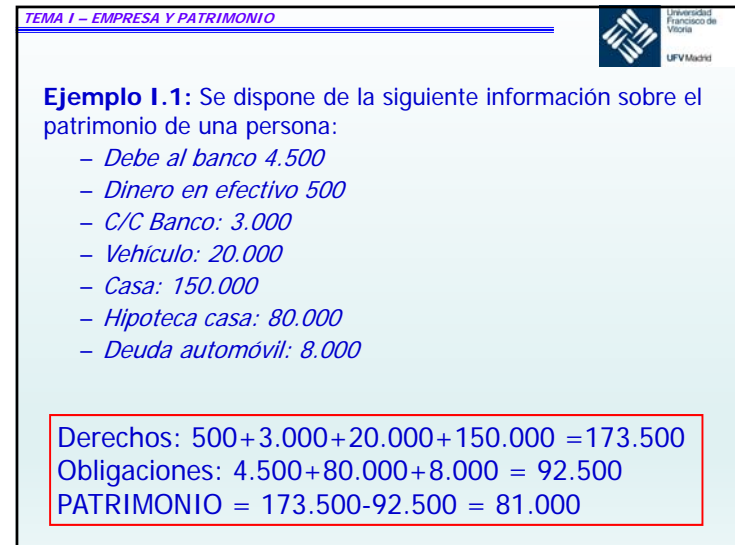 TEMA I – EMPRESA Y PATRIMONIO
Universidad
Francisco de
Vitoria
UFV Madrid
Ejemplo I.1: Se dispone de la siguiente información sobre el
patrimonio de una persona:
– Debe al banco 4.500
– Dinero en efectivo 500
– C/C Banco: 3.000
– Vehículo: 20.000
– Casa: 150.000
– Hipoteca casa: 80.000
– Deuda automóvil: 8.000
Derechos: 500+3.000+20.000+150.000 =173.500
Obligaciones: 4.500+80.000+8.000 = 92.500
PATRIMONIO = 173.500-92.500 = 81.000